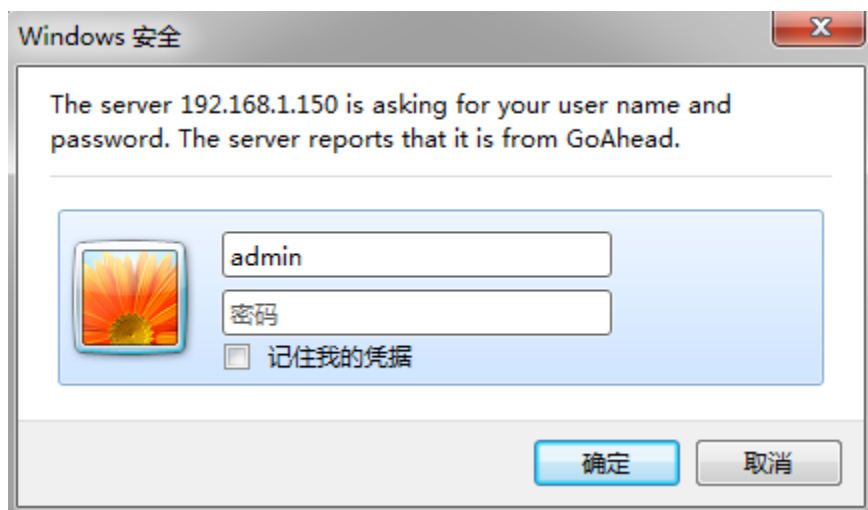 Windows 安全
The server 192.168.1.150 is asking for your user name and
password. The server reports that it is from GoAhead.
admin
密码
记住我的凭据
确定
取消